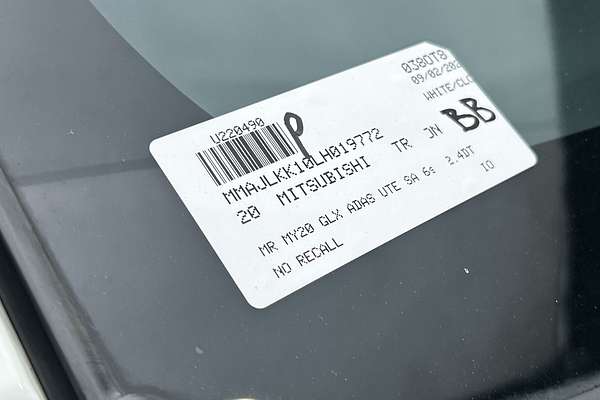 U220490
P
MMAJLKK10LH019772
20 MITSUBISHI TR JN BB
MR MY20 GLX ADAS UTE SA 6s 2.4DT
NO RECALL IO
0380T8
09/02/202
WHITE/CLO